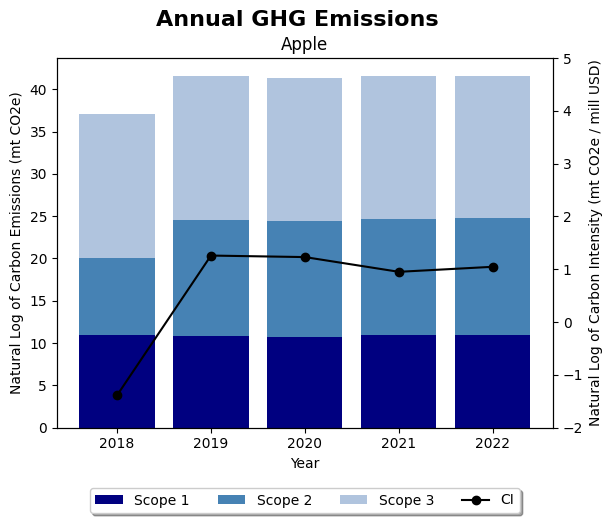 Annual GHG Emissions
Apple
Natural Log of Carbon Emissions (mt CO2e)
40
35
30
25
20
15
10
5
0
5
4
3
2
1
0
−1
−2
Natural Log of Carbon Intensity (mt CO2e / mill USD)
2018 2019 2020 2021 2022
Year
Scope 1 Scope 2 Scope 3 CI